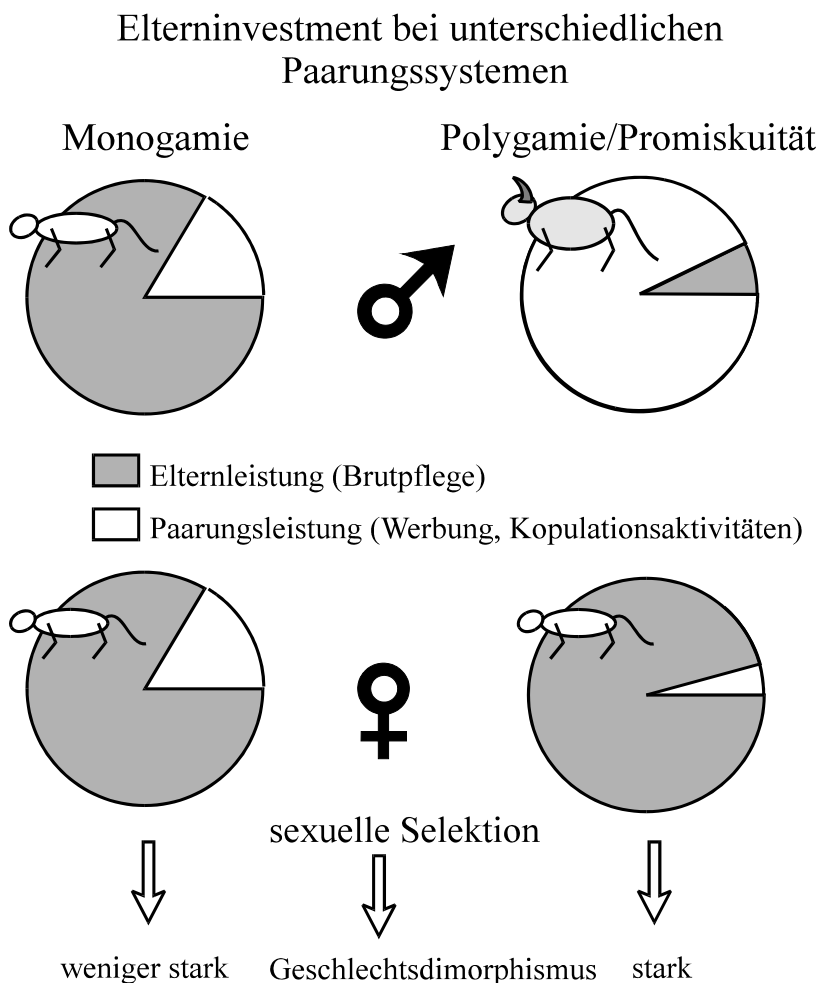 Elterninvestment bei unterschiedlichen
Paarungssystemen
Monogamie
Polygamie/Promiskuität
Elternleistung (Brutpflege)
Paarungsleistung (Werbung, Kopulationsaktivitäten)
sexuelle Selektion
weniger stark
Geschlechtsdimorphismus
stark